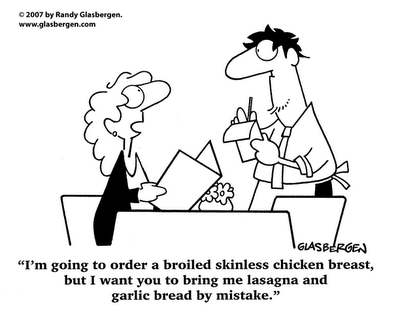 © 2007 by Randy Glasbergen.
www.glasbergen.com
GLASBERGEN
“I’m going to order a broiled skinless chicken breast,
but I want you to bring me lasagna and
garlic bread by mistake.”